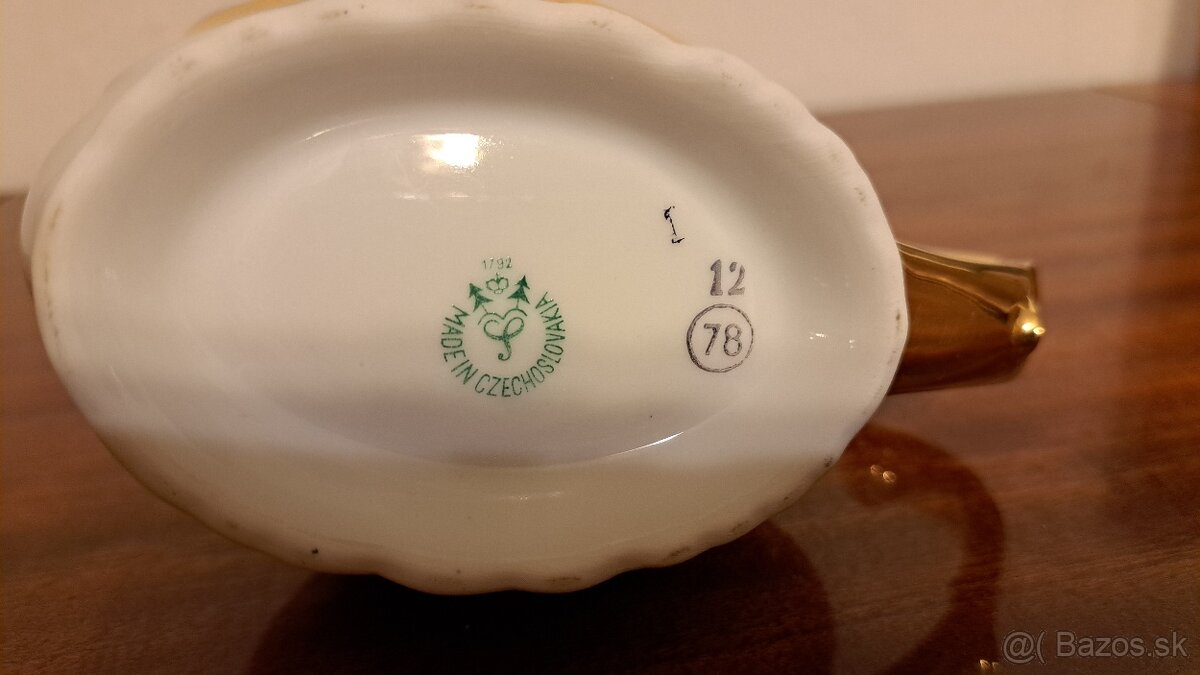 1792
MADE IN CZECHOSLOVAKIA
I
12
78
@( Bazos.sk